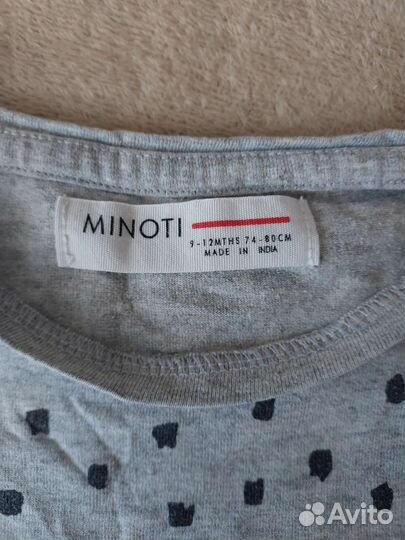 MINOTI
9-12MTHS 74-80CM
MADE IN INDIA
Avito